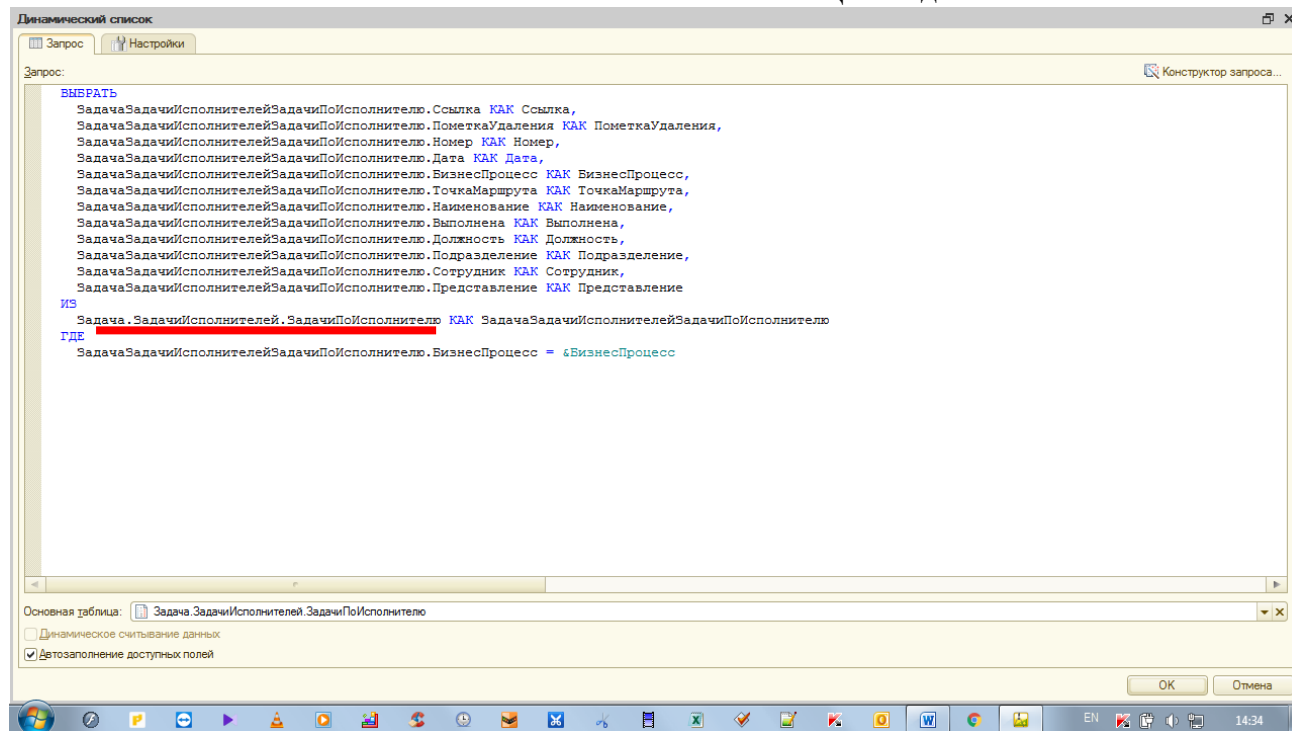 Динамический список
Запрос
Настройки
Запрос:
Конструктор запроса...
ВЫБРАТЬ
ЗадачаЗадачиИсполнителейЗадачиПоИсполнителю.Ссылка КАК Ссылка,
ЗадачаЗадачиИсполнителейЗадачиПоИсполнителю.ПометкаУдаления КАК ПометкаУдаления,
ЗадачаЗадачиИсполнителейЗадачиПоИсполнителю.Номер КАК Номер,
ЗадачаЗадачиИсполнителейЗадачиПоИсполнителю.Дата КАК Дата,
ЗадачаЗадачиИсполнителейЗадачиПоИсполнителю.БизнесПроцесс КАК БизнесПроцесс,
ЗадачаЗадачиИсполнителейЗадачиПоИсполнителю.ТочкаМаршрута КАК ТочкаМаршрута,
ЗадачаЗадачиИсполнителейЗадачиПоИсполнителю.Наименование КАК Наименование,
ЗадачаЗадачиИсполнителейЗадачиПоИсполнителю.Выполнена КАК Выполнена,
ЗадачаЗадачиИсполнителейЗадачиПоИсполнителю.Должность КАК Должность,
ЗадачаЗадачиИсполнителейЗадачиПоИсполнителю.Подразделение КАК Подразделение,
ЗадачаЗадачиИсполнителейЗадачиПоИсполнителю.Сотрудник КАК Сотрудник,
ЗадачаЗадачиИсполнителейЗадачиПоИсполнителю.Представление КАК Представление
ИЗ
Задача.ЗадачиИсполнителей.ЗадачиПоИсполнителю КАК ЗадачаЗадачиИсполнителейЗадачиПоИсполнителю
ГДЕ
ЗадачаЗадачиИсполнителейЗадачиПоИсполнителю.БизнесПроцесс = &БизнесПроцесс
Основная таблица: Задача.ЗадачиИсполнителей.ЗадачиПоИсполнителю
Динамическое считывание данных
Автозаполнение доступных полей
OK
Отмена
EN
14:34